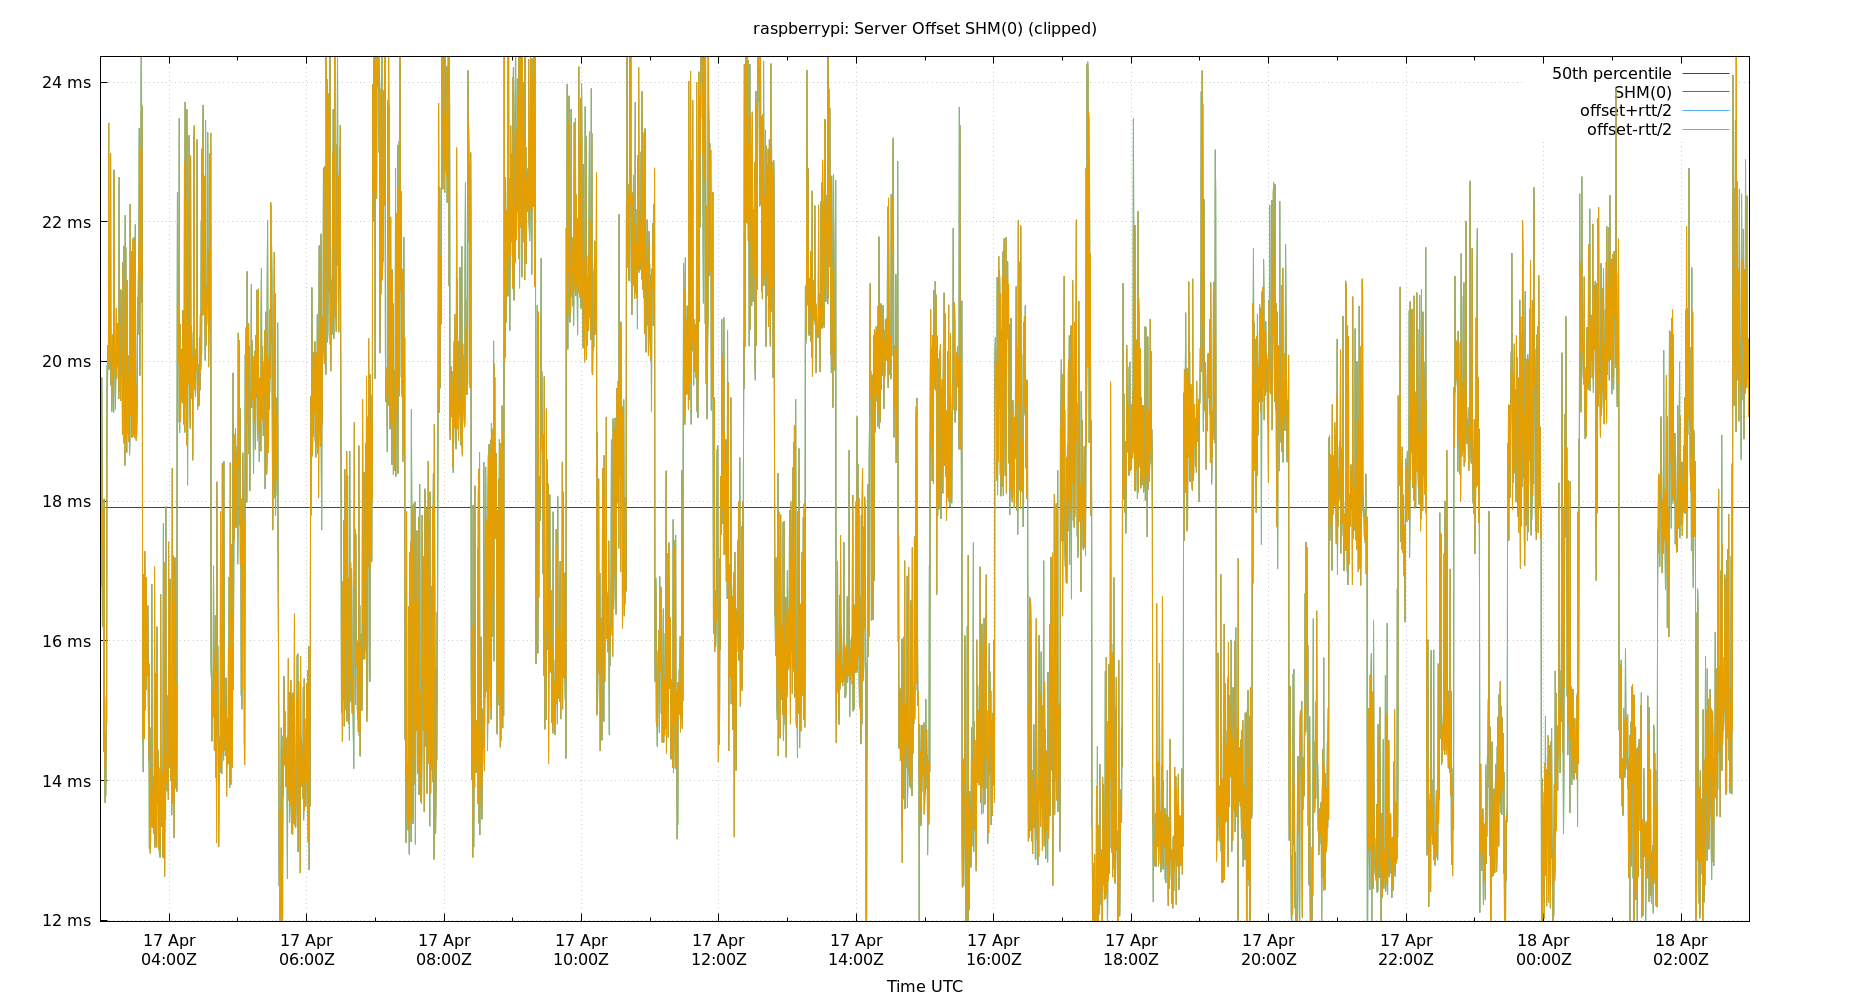 raspberrypi: Server Offset SHM(0) (clipped)
50th percentile
SHM(0)
offset+rtt/2
offset-rtt/2
24 ms
22 ms
20 ms
18 ms
16 ms
14 ms
12 ms
17 Apr 17 Apr 17 Apr 17 Apr 17 Apr 17 Apr 17 Apr 17 Apr 17 Apr 17 Apr 18 Apr 18 Apr
04:00Z 06:00Z 08:00Z 10:00Z 12:00Z 14:00Z 16:00Z 18:00Z 20:00Z 22:00Z 00:00Z 02:00Z
Time UTC